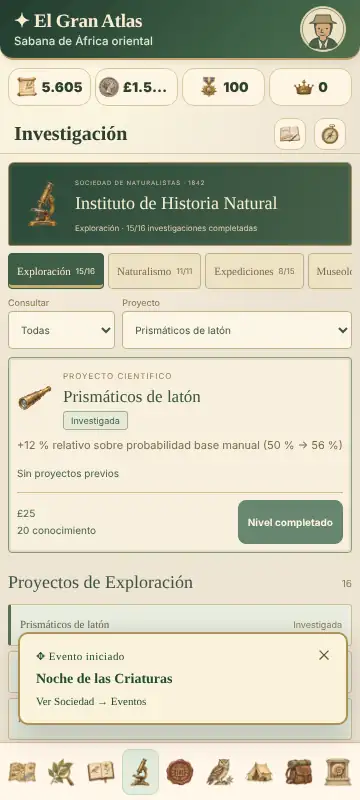 ✦ El Gran Atlas
Sabana de África oriental
5.605
£1.5...
100
0
Investigación
SOCIEDAD DE NATURALISTAS · 1842
Instituto de Historia Natural
Exploración · 15/16 investigaciones completadas
Exploración 15/16
Naturalismo 11/11
Expediciones 8/15
Museolo
Consultar
Proyecto
Todas
Prismáticos de latón
PROYECTO CIENTÍFICO
Prismáticos de latón
Investigada
+12 % relativo sobre probabilidad base manual (50 % → 56 %)
Sin proyectos previos
£25
20 conocimiento
Nivel completado
Proyectos de Exploración
16
Prismáticos de latón
Investigada
✥ Evento iniciado
Noche de las Criaturas
Ver Sociedad → Eventos